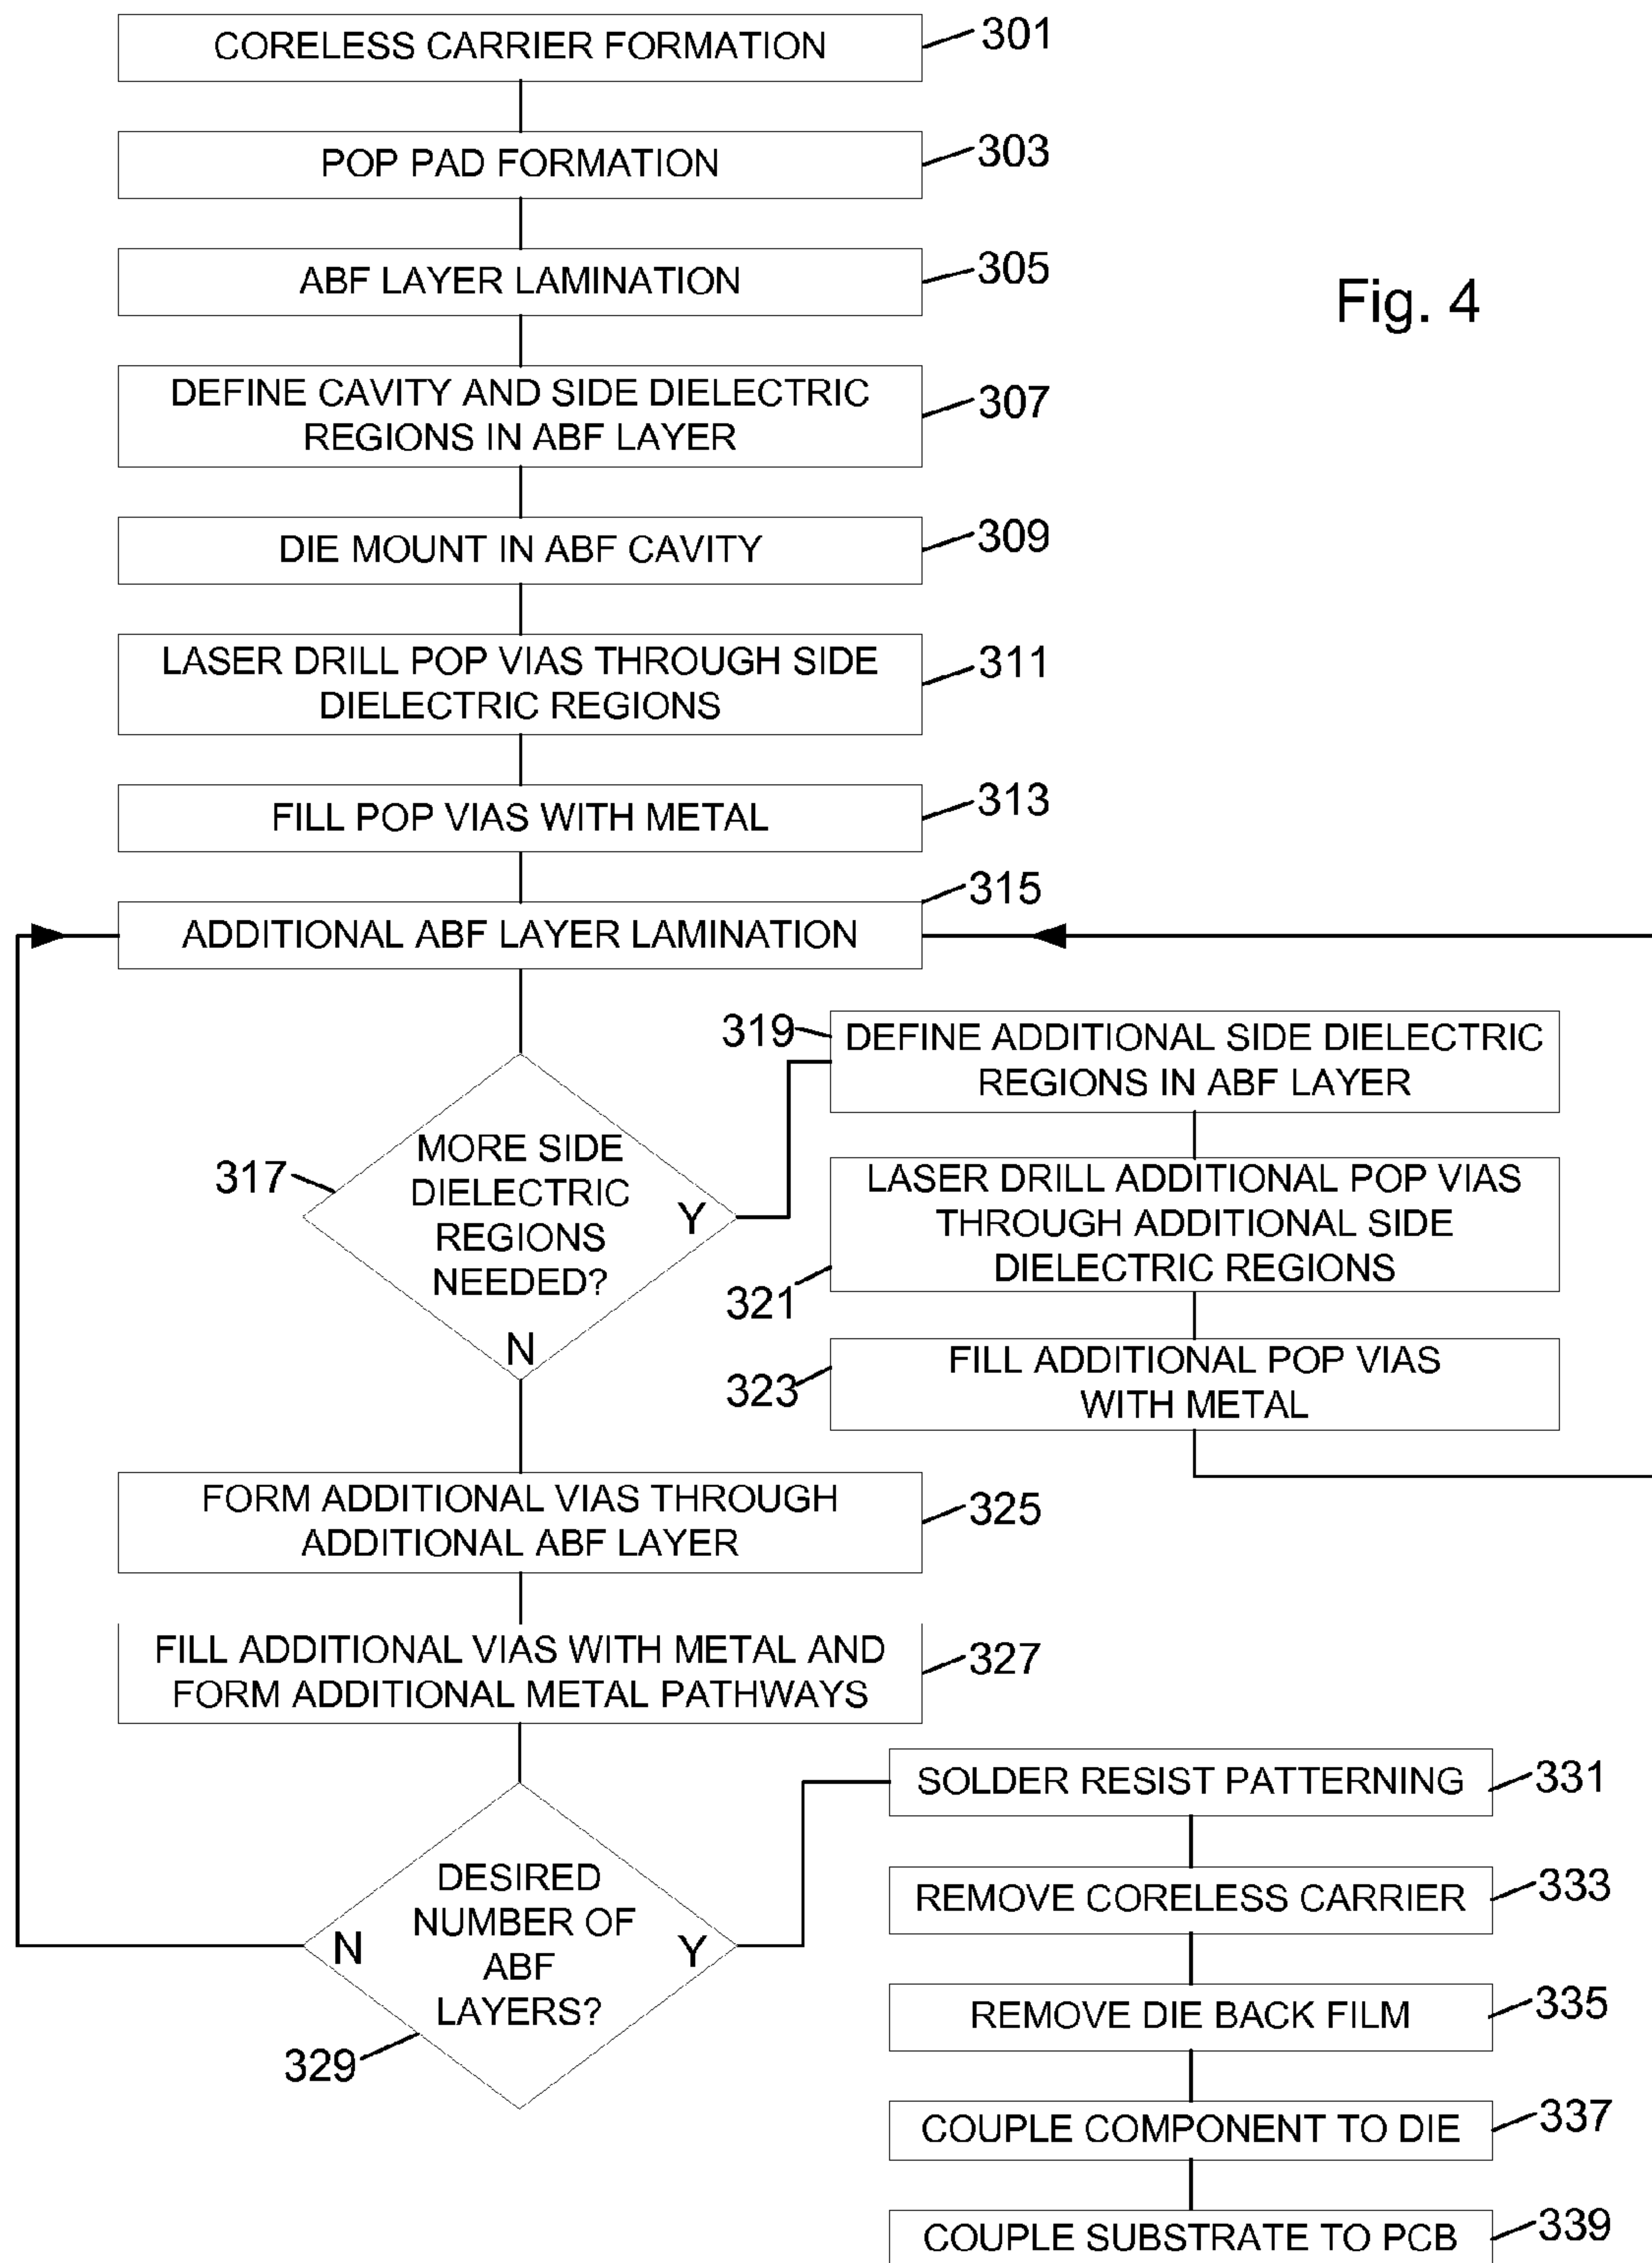 CORELESS CARRIER FORMATION
301
POP PAD FORMATION
303
ABF LAYER LAMINATION
305
Fig. 4
DEFINE CAVITY AND SIDE DIELECTRIC
REGIONS IN ABF LAYER
307
DIE MOUNT IN ABF CAVITY
309
LASER DRILL POP VIAS THROUGH SIDE
DIELECTRIC REGIONS
311
FILL POP VIAS WITH METAL
313
ADDITIONAL ABF LAYER LAMINATION
315
MORE SIDE
DIELECTRIC
REGIONS
NEEDED?
317
Y
N
319
DEFINE ADDITIONAL SIDE DIELECTRIC
REGIONS IN ABF LAYER
LASER DRILL ADDITIONAL POP VIAS
THROUGH ADDITIONAL SIDE
DIELECTRIC REGIONS
321
FILL ADDITIONAL POP VIAS
WITH METAL
323
FORM ADDITIONAL VIAS THROUGH
ADDITIONAL ABF LAYER
325
FILL ADDITIONAL VIAS WITH METAL AND
FORM ADDITIONAL METAL PATHWAYS
327
DESIRED
NUMBER OF
ABF
LAYERS?
N
Y
329
SOLDER RESIST PATTERNING
331
REMOVE CORELESS CARRIER
333
REMOVE DIE BACK FILM
335
COUPLE COMPONENT TO DIE
337
COUPLE SUBSTRATE TO PCB
339